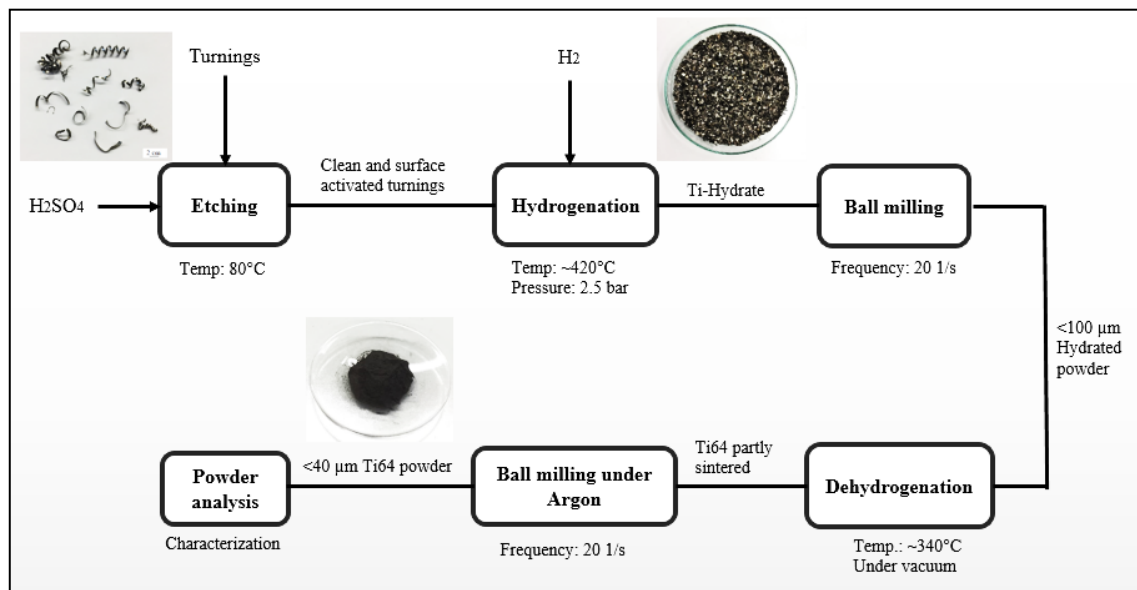 Turnings
H2
2 cm
Clean and surface
activated turnings
H2SO4
Etching
Hydrogenation
Ti-Hydrate
Ball milling
Temp: 80°C
Temp: ~420°C
Pressure: 2.5 bar
Frequency: 20 1/s
<100 µm
Hydrated
powder
<40 µm Ti64 powder
Ti64 partly
sintered
Powder
analysis
Ball milling under
Argon
Dehydrogenation
Characterization
Frequency: 20 1/s
Temp.: ~340°C
Under vacuum